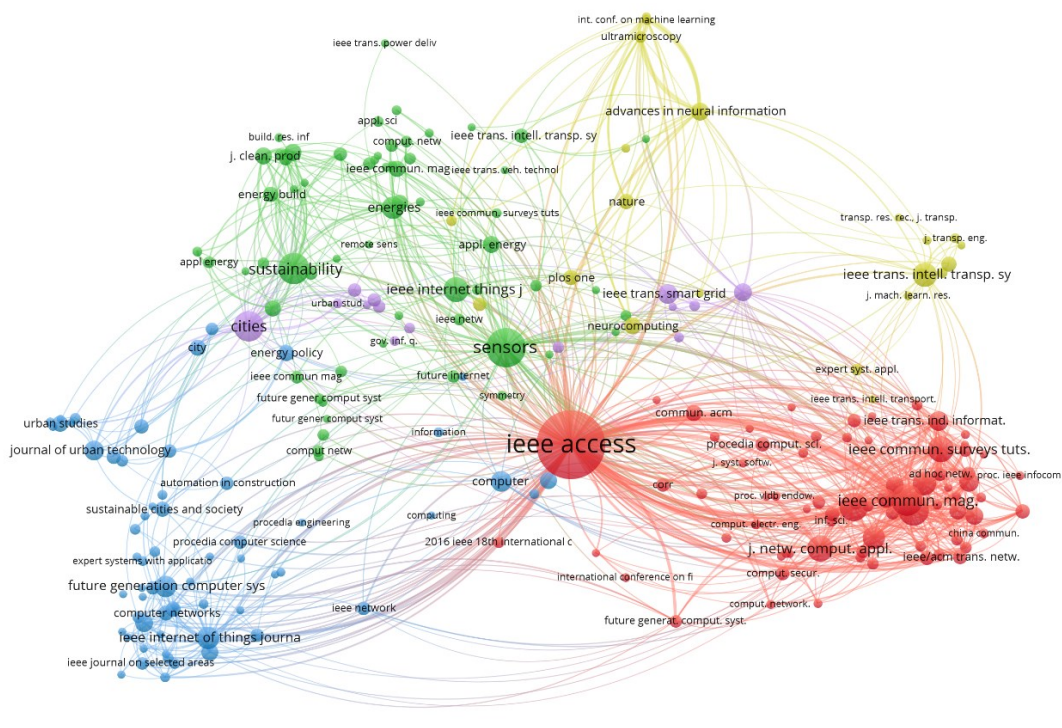 int. conf. on machine learning
ultramicroscopy
ieee trans. power deliv
advances in neural information
appl. sci
build. res. inf
comput. netw
ieee trans. intell. transp. sy
j. clean. prod
ieee commun. mag
ieee trans. veh. technol
energy build
energies
nature
ieee commun. surveys tuts
transp. res. rec., j. transp.
j. transp. eng.
remote sens
appl. energy
appl energy
sustainability
plos one
ieee trans. intell. transp. sy
ieee internet things j
ieee trans. smart grid
j. mach. learn. res.
urban stud.
ieee netw
cities
neurocomputing
gov. inf. q.
city
energy policy
sensors
expert syst. appl.
ieee commun mag
future internet
symmetry
future gener comput syst
ieee trans. intell. transport.
futur gener comput syst
commun. acm
urban studies
ieee trans. ind. informat.
information
ieee access
journal of urban technology
comput netw
procedia comput. sci.
ieee commun. surveys tuts.
j. syst. softw.
ad hoc netw.
proc. ieee infocom
automation in construction
computer
corr
proc. vldb endow.
ieee commun. mag.
sustainable cities and society
computing
procedia engineering
comput. electr. eng.
inf. sci.
china commun.
procedia computer science
2016 ieee 18th international c
j. netw. comput. appl.
ieee/acm trans. netw.
expert systems with applicatio
international conference on fi
comput. secur.
future generation computer sys
computer networks
ieee network
comput. network.
future generat. comput. syst.
ieee internet of things journa
ieee journal on selected areas